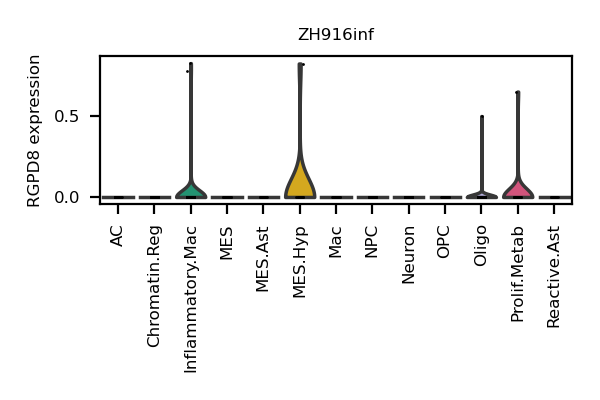 ZH916inf
RGPD8 expression
0.5
0.0
AC
Chromatin.Reg
Inflammatory.Mac
MES
MES.Ast
MES.Hyp
Mac
NPC
Neuron
OPC
Oligo
Prolif.Metab
Reactive.Ast